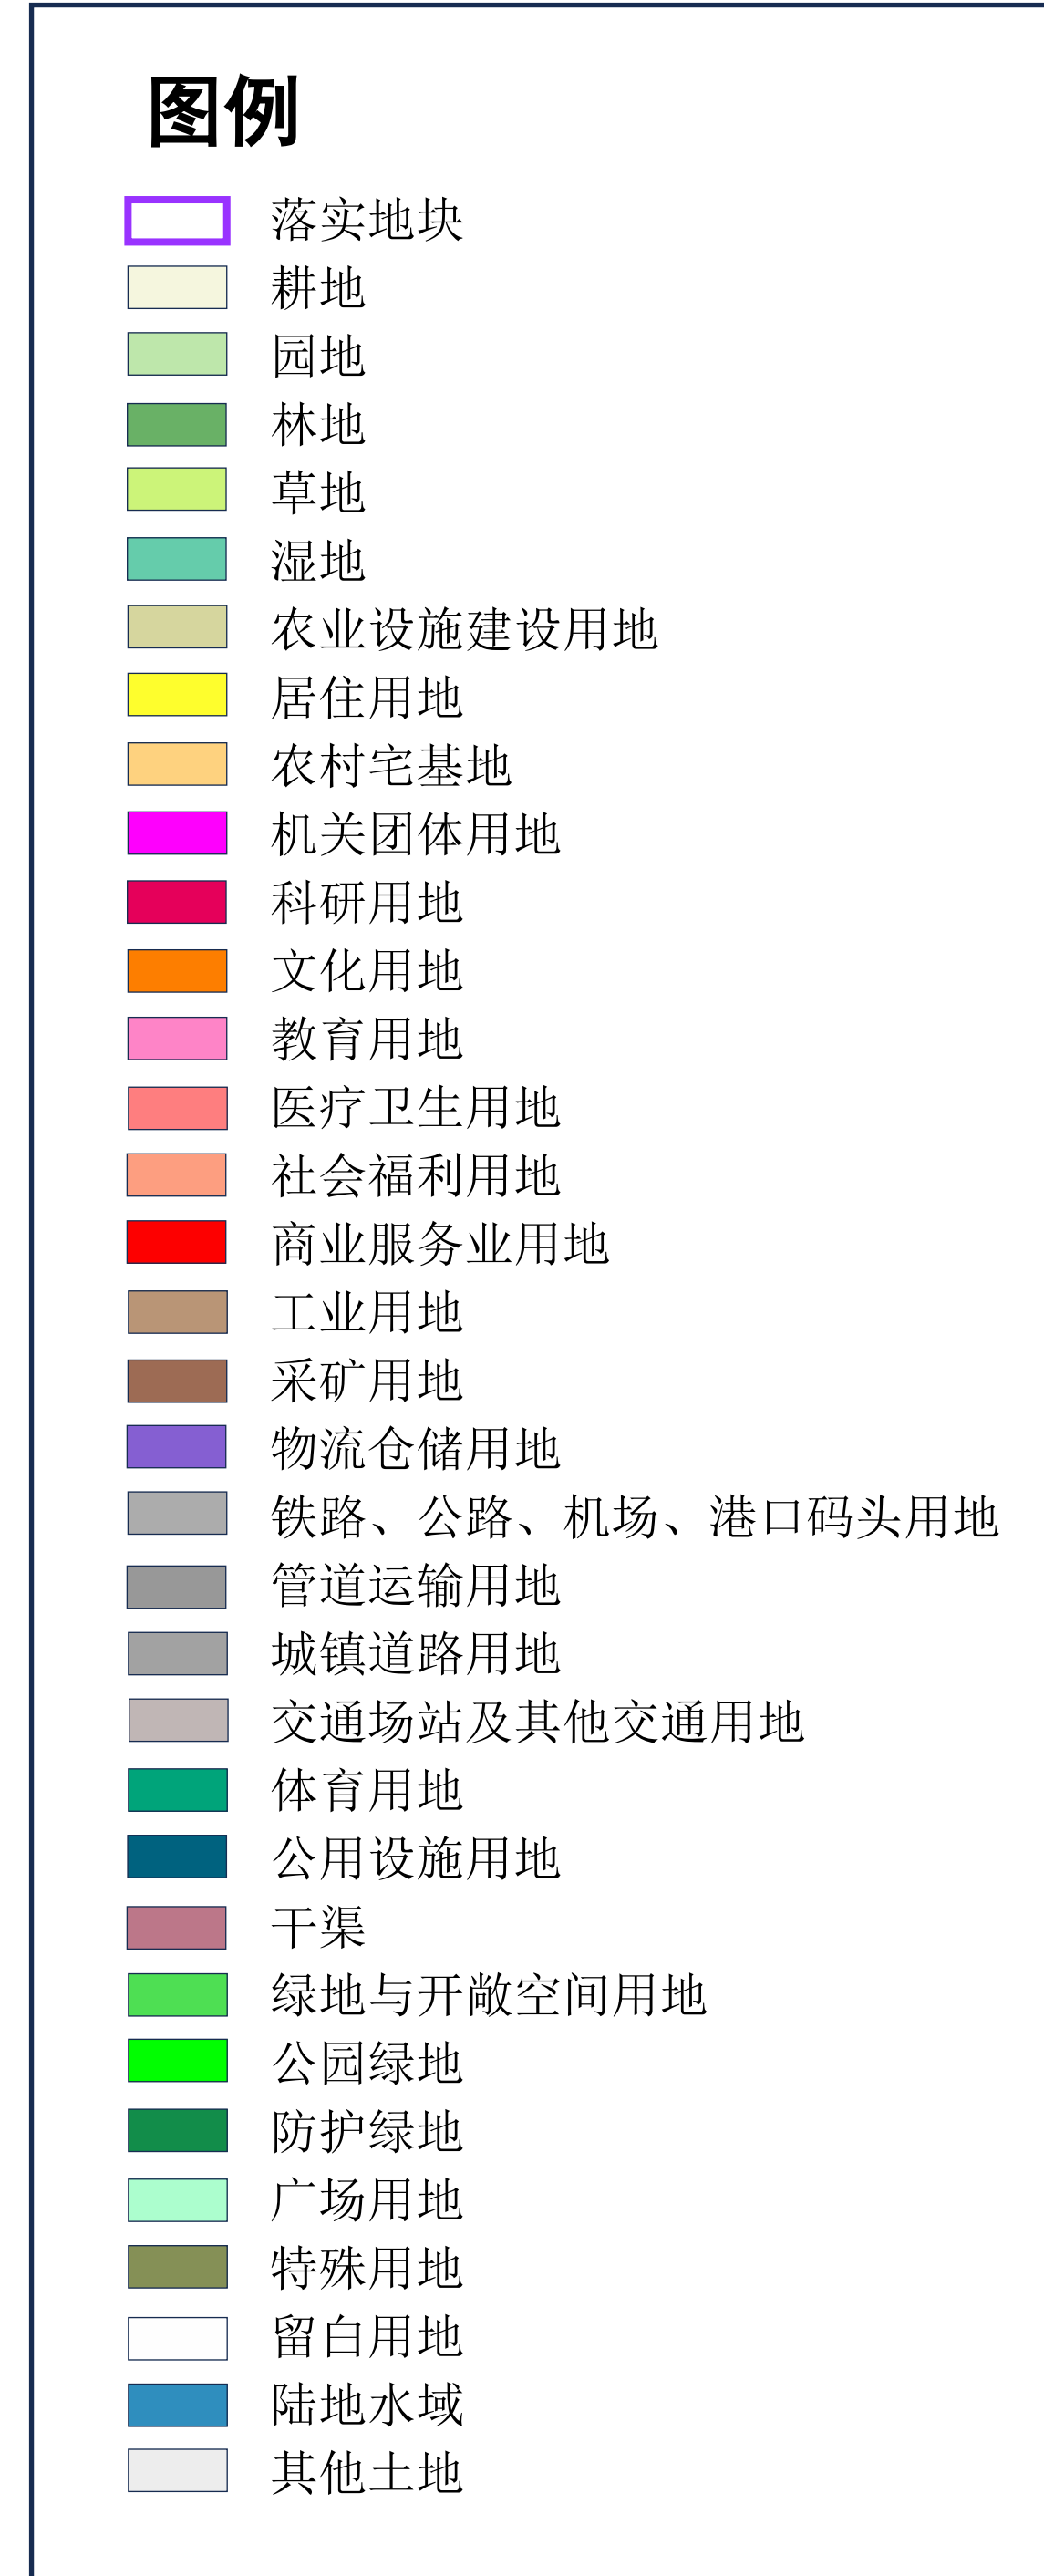 图例
落实地块
耕地
园地
林地
草地
湿地
农业设施建设用地
居住用地
农村宅基地
机关团体用地
科研用地
文化用地
教育用地
医疗卫生用地
社会福利用地
商业服务业用地
工业用地
采矿用地
物流仓储用地
铁路、公路、机场、港口码头用地
管道运输用地
城镇道路用地
交通场站及其他交通用地
体育用地
公用设施用地
干渠
绿地与开敞空间用地
公园绿地
防护绿地
广场用地
特殊用地
留白用地
陆地水域
其他土地